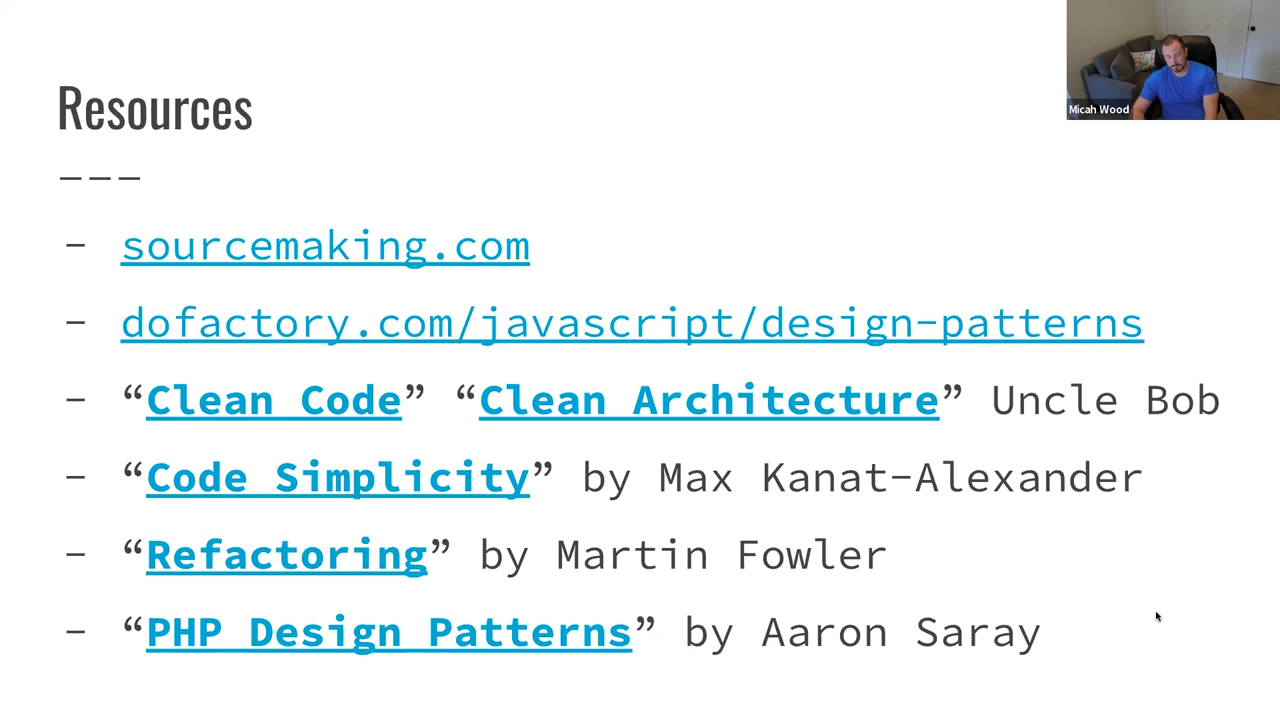 Resources
Micah Wood
– sourcemaking.com
– dofactory.com/javascript/design-patterns
– “Clean Code” “Clean Architecture” Uncle Bob
– “Code Simplicity” by Max Kanat-Alexander
– “Refactoring” by Martin Fowler
– “PHP Design Patterns” by Aaron Saray